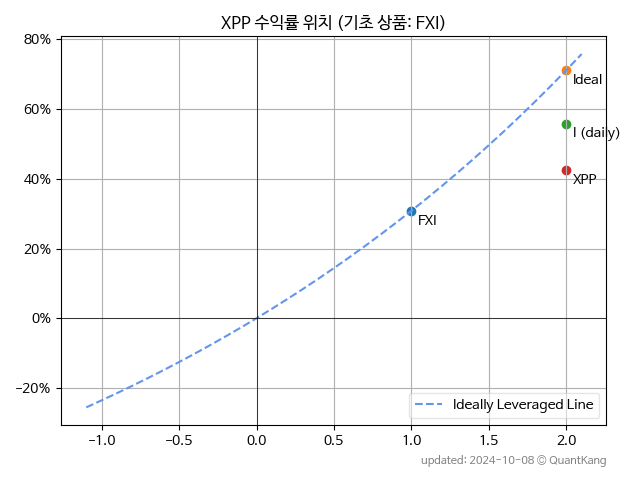 XPP 수익률 위치 (기초 상품: FXI)
80%
60%
40%
20%
0%
−20%
Ideal
I (daily)
XPP
FXI
Ideally Leveraged Line
−1.0 −0.5 0.0 0.5 1.0 1.5 2.0
updated: 2024-10-08 © QuantKang